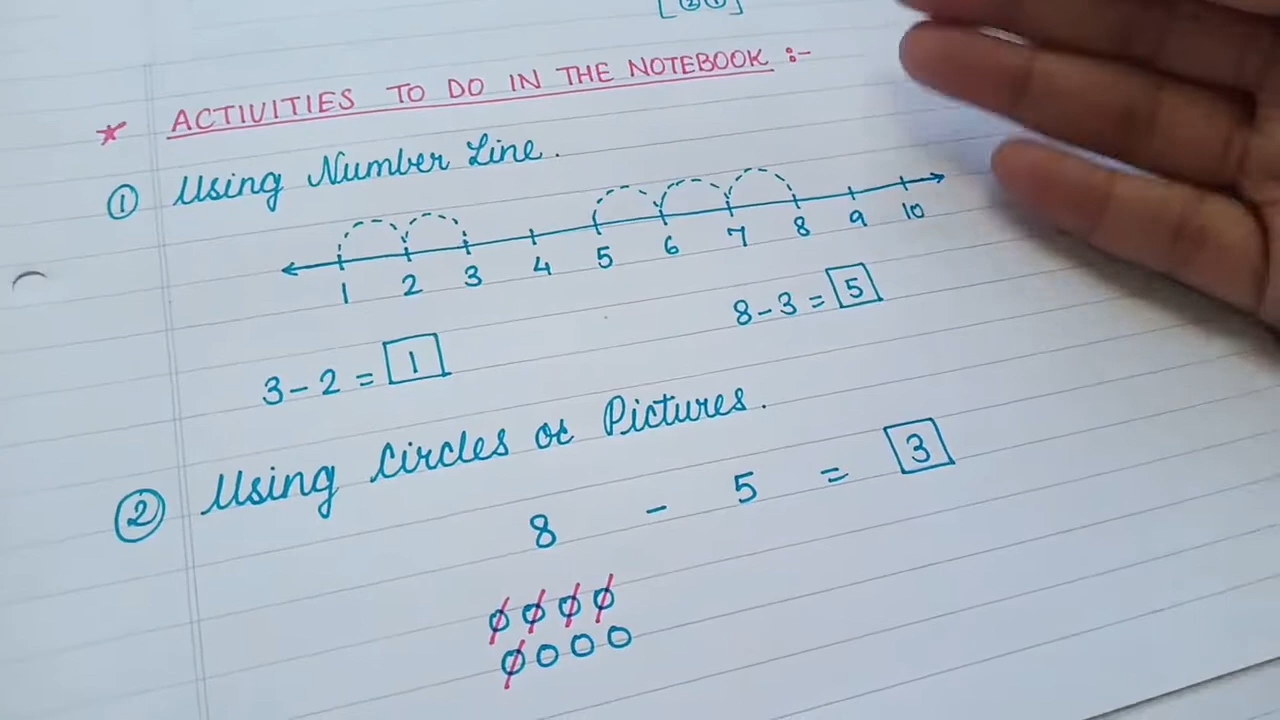 * ACTIVITIES TO DO IN THE NOTEBOOK :-
① Using Number Line.
1 2 3 4 5 6 7 8 9 10
8-3 = 5
3-2 = 1
② Using Circles or Pictures.
8 - 5 = 3